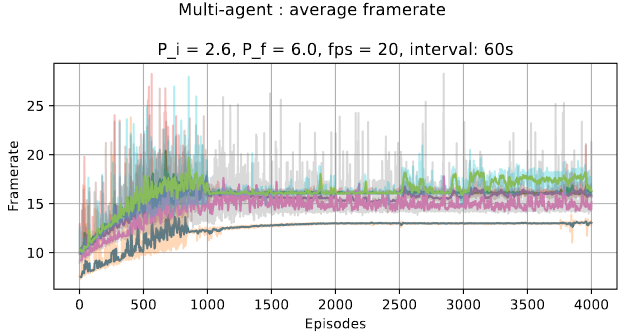 Multi-agent : average framerate
P_i = 2.6, P_f = 6.0, fps = 20, interval: 60s
Framerate
25
20
15
10
0 500 1000 1500 2000 2500 3000 3500 4000
Episodes